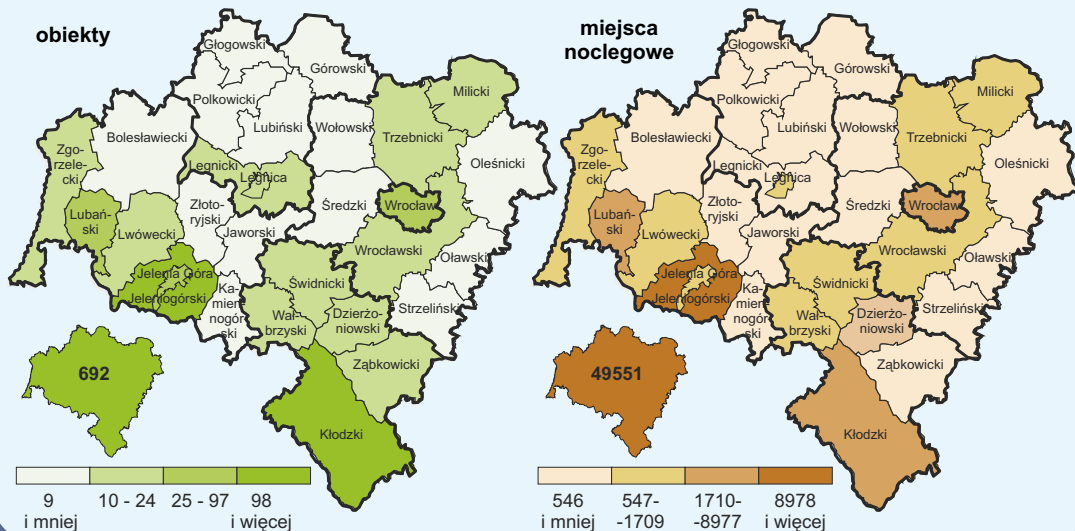 obiekty
Głogowski
Górowski
Milicki
Polkowicki
Lubiński
Wołowski
Trzebnicki
Bolesławiecki
Oleśnicki
Zgo-
rzelec-
ki
Legnicki
Legnica
Złoto-
ryjski
Średzki
Wrocław
Lubań-
ski
Lwówecki
Jaworski
Wrocławski
Oławski
Jelenia Góra
Jeleniogórski
Świdnicki
Ka-
mien-
nogór-
ski
Wał-
brzyski
Dzierżo-
niowski
Strzeliński
Ząbkowicki
Kłodzki
692
9
i mniej
10 - 24
25 - 97
98
i więcej
miejsca
noclegowe
Głogowski
Górowski
Milicki
Polkowicki
Lubiński
Wołowski
Trzebnicki
Bolesławiecki
Oleśnicki
Zgo-
rzelec-
ki
Legnicki
Legnica
Złoto-
ryjski
Średzki
Wrocław
Lubań-
ski
Lwówecki
Jaworski
Wrocławski
Oławski
Jelenia Góra
Jeleniogórski
Świdnicki
Ka-
mien-
nogór-
ski
Wał-
brzyski
Dzierżo-
niowski
Strzeliński
Ząbkowicki
Kłodzki
49551
546
i mniej
547-
-1709
1710-
-8977
8978
i więcej